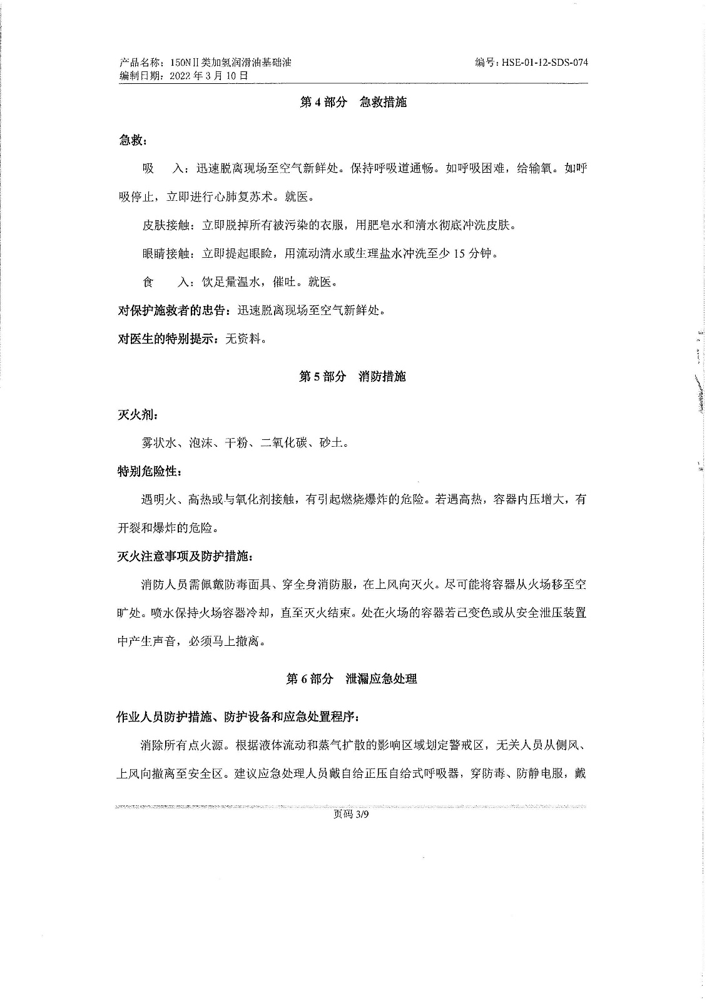 产品名称：150NⅡ类加氢润滑油基础油 编号：HSE-01-12-SDS-074
编制日期：2022年3月10日
第4部分 急救措施
急救：
吸 入：迅速脱离现场至空气新鲜处。保持呼吸道通畅。如呼吸困难，给输氧。如呼
吸停止，立即进行心肺复苏术。就医。
皮肤接触：立即脱掉所有被污染的衣服，用肥皂水和清水彻底冲洗皮肤。
眼睛接触：立即提起眼睑，用流动清水或生理盐水冲洗至少15分钟。
食 入：饮足量温水，催吐。就医。
对保护施救者的忠告：迅速脱离现场至空气新鲜处。
对医生的特别提示：无资料。
第5部分 消防措施
灭火剂：
雾状水、泡沫、干粉、二氧化碳、砂土。
特别危险性：
遇明火、高热或与氧化剂接触，有引起燃烧爆炸的危险。若遇高热，容器内压增大，有
开裂和爆炸的危险。
灭火注意事项及防护措施：
消防人员需佩戴防毒面具、穿全身消防服，在上风向灭火。尽可能将容器从火场移至空
旷处。喷水保持火场容器冷却，直至灭火结束。处在火场的容器若已变色或从安全泄压装置
中产生声音，必须马上撤离。
第6部分 泄漏应急处理
作业人员防护措施、防护设备和应急处置程序：
消除所有点火源。根据液体流动和蒸气扩散的影响区域划定警戒区，无关人员从侧风、
上风向撤离至安全区。建议应急处理人员戴自给正压自给式呼吸器，穿防毒、防静电服，戴
页码 3/9